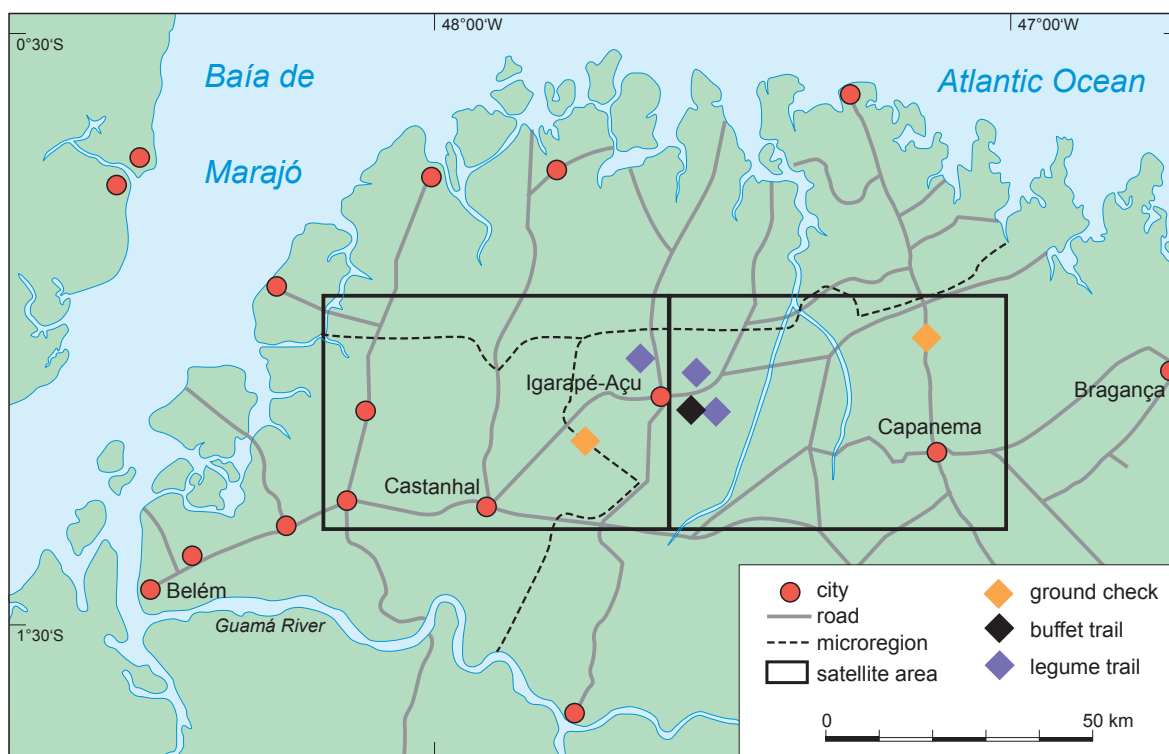 48°00'W
47°00'W
0°30'S
Baía de
Marajó
Atlantic Ocean
Igarapé-Açu
Bragança
Capanema
Castanhal
Belém
Guamá River
1°30'S
city
road
microregion
satellite area
ground check
buffet trail
legume trail
0
50 km